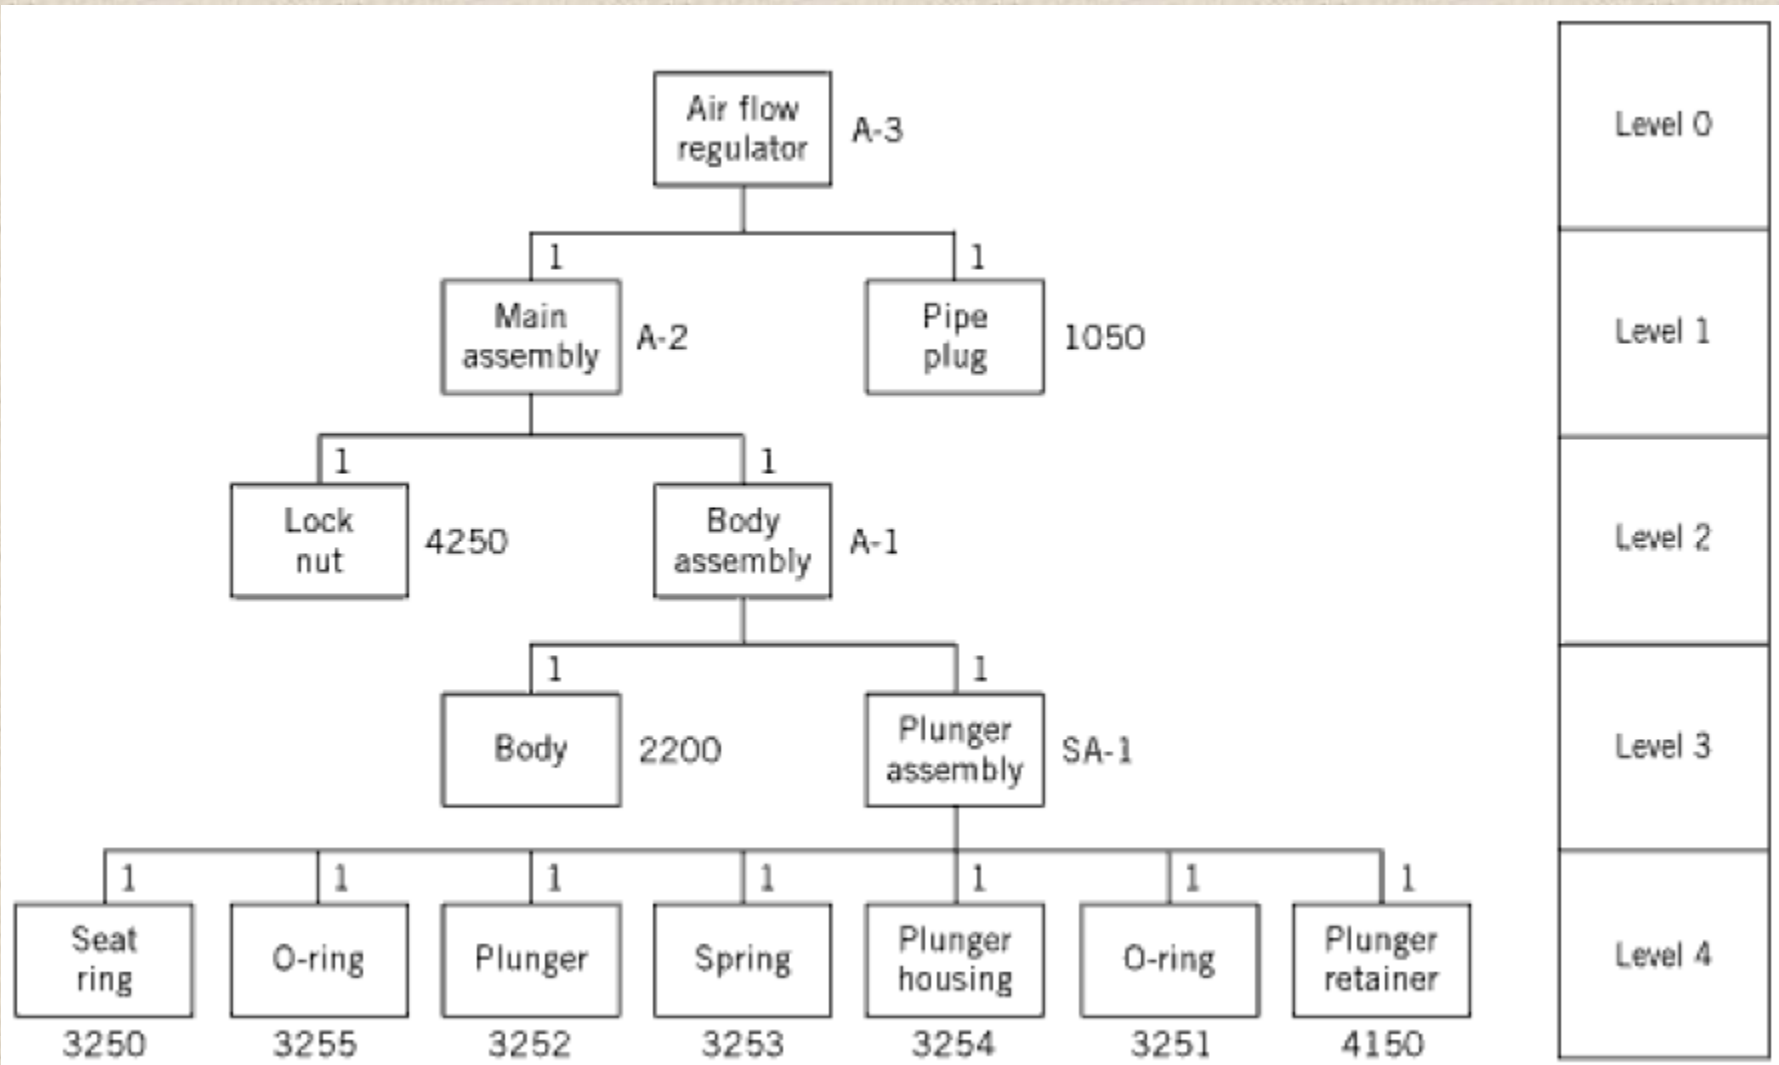 Air flow
regulator
A-3
Level 0
1
1
Main
assembly
A-2
Pipe
plug
1050
Level 1
1
1
Lock
nut
4250
Body
assembly
A-1
Level 2
1
1
Body
2200
Plunger
assembly
SA-1
Level 3
1
1
1
1
1
1
1
Seat
ring
O-ring
Plunger
Spring
Plunger
housing
O-ring
Plunger
retainer
Level 4
3250
3255
3252
3253
3254
3251
4150